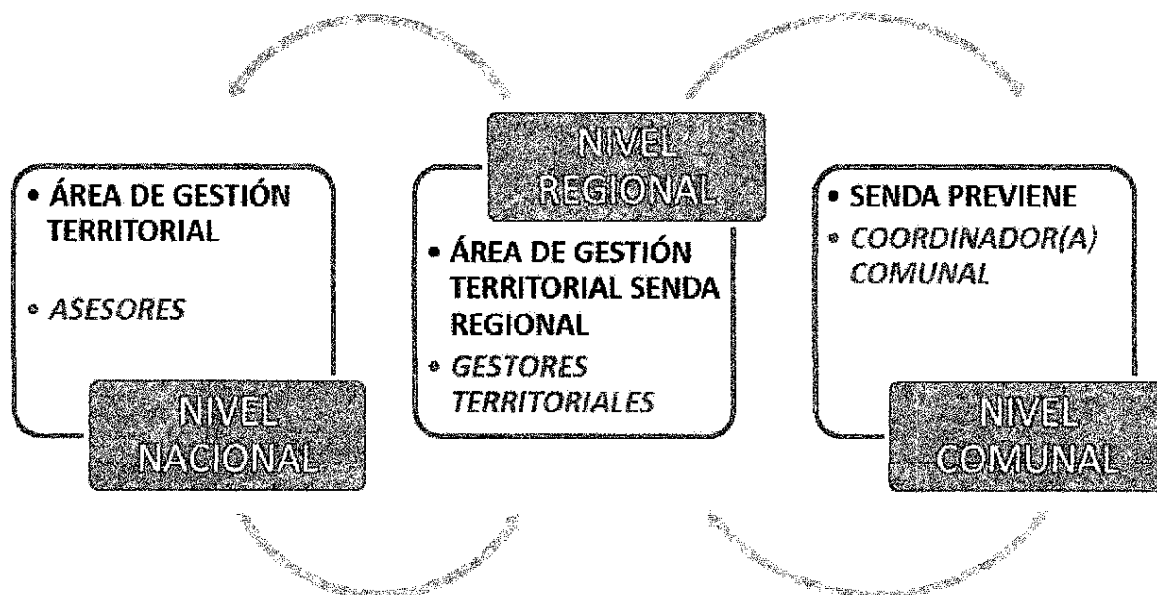 • ÁREA DE GESTIÓN
TERRITORIAL
• ASESORES
NIVEL
NACIONAL
NIVEL
REGIONAL
• ÁREA DE GESTIÓN
TERRITORIAL SENDA
REGIONAL
• GESTORES
TERRITORIALES
• SENDA PREVIENE
• COORDINADOR(A)
COMUNAL
NIVEL
COMUNAL